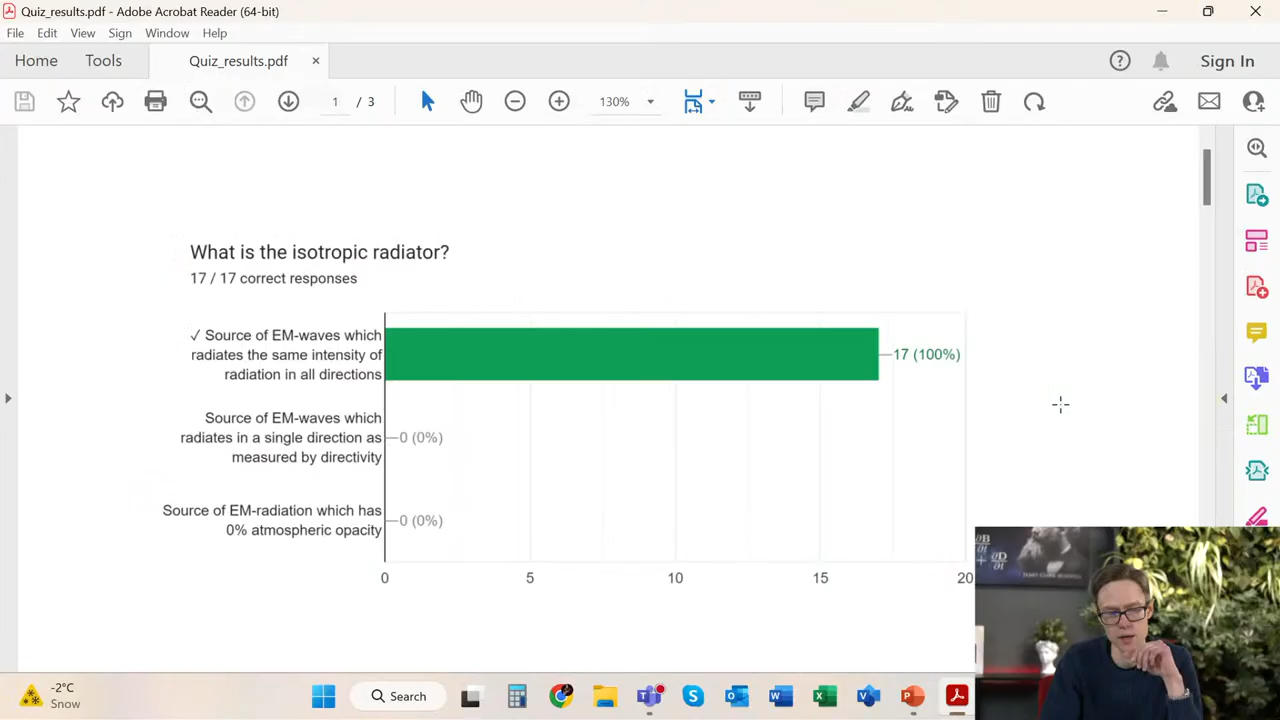 Quiz_results.pdf - Adobe Acrobat Reader (64-bit)
File Edit View Sign Window Help
Home Tools Quiz_results.pdf × Sign In
1 / 3 130%
What is the isotropic radiator?
17 / 17 correct responses
✓ Source of EM-waves which
radiates the same intensity of
radiation in all directions
17 (100%)
Source of EM-waves which
radiates in a single direction as
measured by directivity
0 (0%)
Source of EM-radiation which has
0% atmospheric opacity
0 (0%)
0 5 10 15 20
∂B
∂t
+ ∂D
∂t
-2°C
Snow
Search